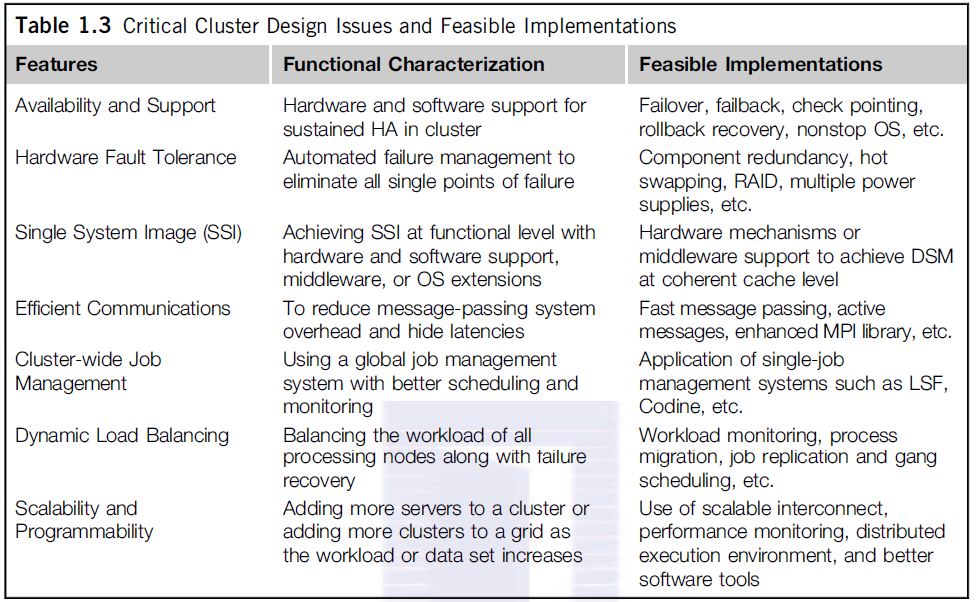 Table 1.3 Critical Cluster Design Issues and Feasible Implementations
Features
Functional Characterization
Feasible Implementations
Availability and Support
Hardware and software support for
sustained HA in cluster
Failover, failback, check pointing,
rollback recovery, nonstop OS, etc.
Hardware Fault Tolerance
Automated failure management to
eliminate all single points of failure
Component redundancy, hot
swapping, RAID, multiple power
supplies, etc.
Single System Image (SSI)
Achieving SSI at functional level with
hardware and software support,
middleware, or OS extensions
Hardware mechanisms or
middleware support to achieve DSM
at coherent cache level
Efficient Communications
To reduce message-passing system
overhead and hide latencies
Fast message passing, active
messages, enhanced MPI library, etc.
Cluster-wide Job
Management
Using a global job management
system with better scheduling and
monitoring
Application of single-job
management systems such as LSF,
Codine, etc.
Dynamic Load Balancing
Balancing the workload of all
processing nodes along with failure
recovery
Workload monitoring, process
migration, job replication and gang
scheduling, etc.
Scalability and
Programmability
Adding more servers to a cluster or
adding more clusters to a grid as
the workload or data set increases
Use of scalable interconnect,
performance monitoring, distributed
execution environment, and better
software tools